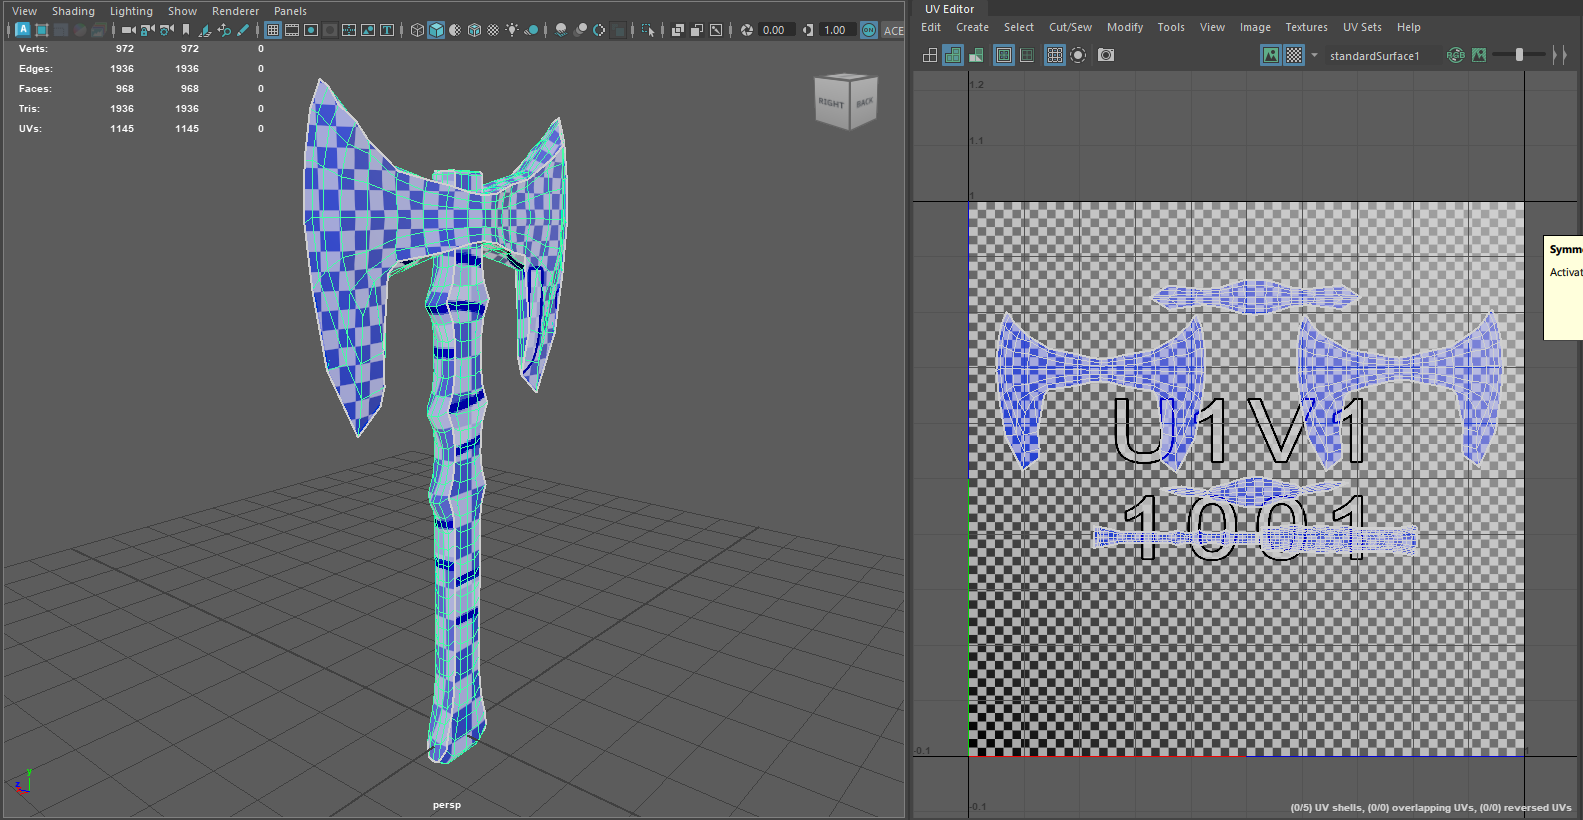 View Shading Lighting Show Renderer Panels
0.00 1.00 ON ACE
Verts: 972 972 0
Edges: 1936 1936 0
Faces: 968 968 0
Tris: 1936 1936 0
UVs: 1145 1145 0
RIGHT BACK
y
z
persp
UV Editor
Edit Create Select Cut/Sew Modify Tools View Image Textures UV Sets Help
standardSurface1 RGB
1.2
1.1
1
Symm
Activat
U1V1
1001
-0.1 1
-0.1
(0/5) UV shells, (0/0) overlapping UVs, (0/0) reversed UVs